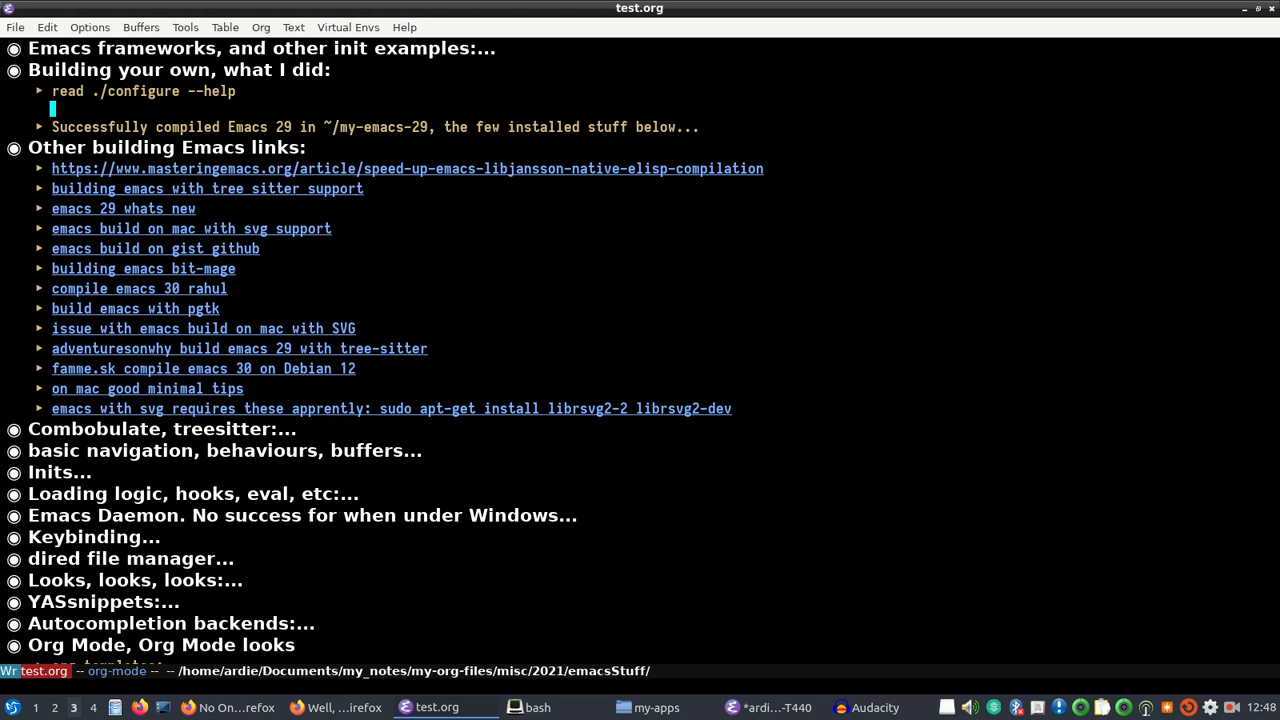 test.org
File Edit Options Buffers Tools Table Org Text Virtual Envs Help
◉ Emacs frameworks, and other init examples:...
◉ Building your own, what I did:
▸ read ./configure --help
▸ Successfully compiled Emacs 29 in ~/my-emacs-29, the few installed stuff below...
◉ Other building Emacs links:
▸ https://www.masteringemacs.org/article/speed-up-emacs-libjansson-native-elisp-compilation
▸ building emacs with tree sitter support
▸ emacs 29 whats new
▸ emacs build on mac with svg support
▸ emacs build on gist github
▸ building emacs bit-mage
▸ compile emacs 30 rahul
▸ build emacs with pgtk
▸ issue with emacs build on mac with SVG
▸ adventuresonwhy build emacs 29 with tree-sitter
▸ famme.sk compile emacs 30 on Debian 12
▸ on mac good minimal tips
▸ emacs with svg requires these apprently: sudo apt-get install librsvg2-2 librsvg2-dev
◉ Combobulate, treesitter:...
◉ basic navigation, behaviours, buffers...
◉ Inits...
◉ Loading logic, hooks, eval, etc:...
◉ Emacs Daemon. No success for when under Windows...
◉ Keybinding...
◉ dired file manager...
◉ Looks, looks, looks:...
◉ YASsnippets:...
◉ Autocompletion backends:...
◉ Org Mode, Org Mode looks
Wr test.org -- org-mode -- -- /home/ardie/Documents/my_notes/my-org-files/misc/2021/emacsStuff/
1 2 3 4 No On...refox Well, ...irefox test.org bash my-apps *ardi...-T440 Audacity 12:48